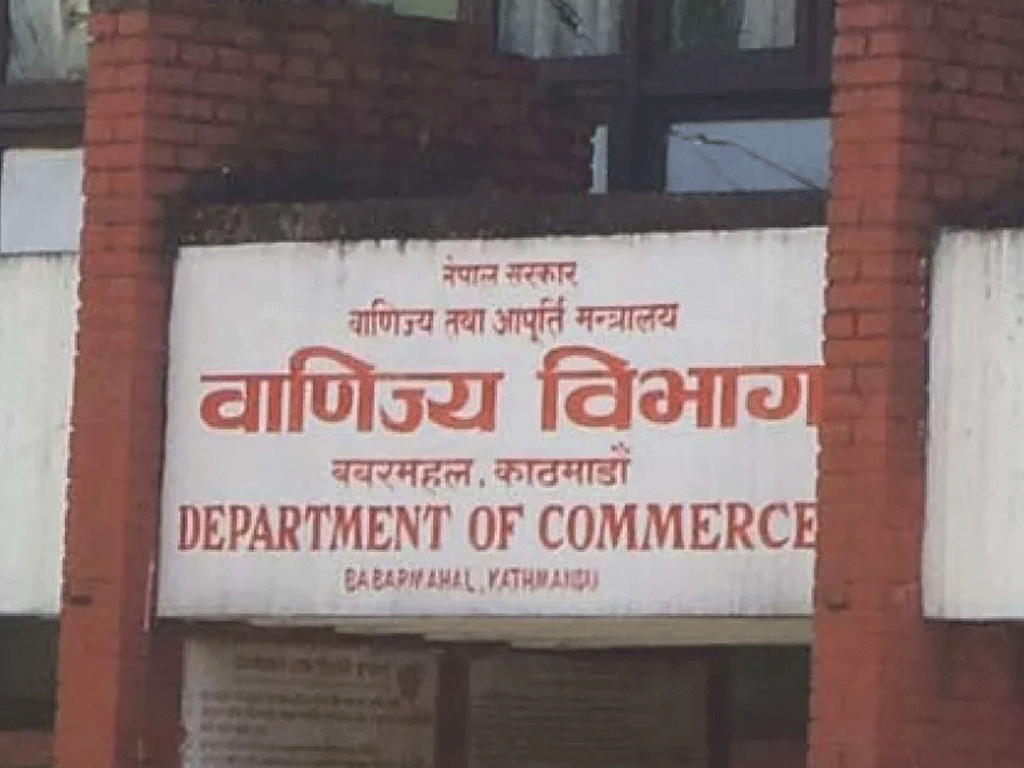 नेपाल सरकार
वाणिज्य तथा आपूर्ति मन्त्रालय
वाणिज्य विभाग
बबरमहल, काठमाडौं
DEPARTMENT OF COMMERCE
BABARMAHAL, KATHMANDU